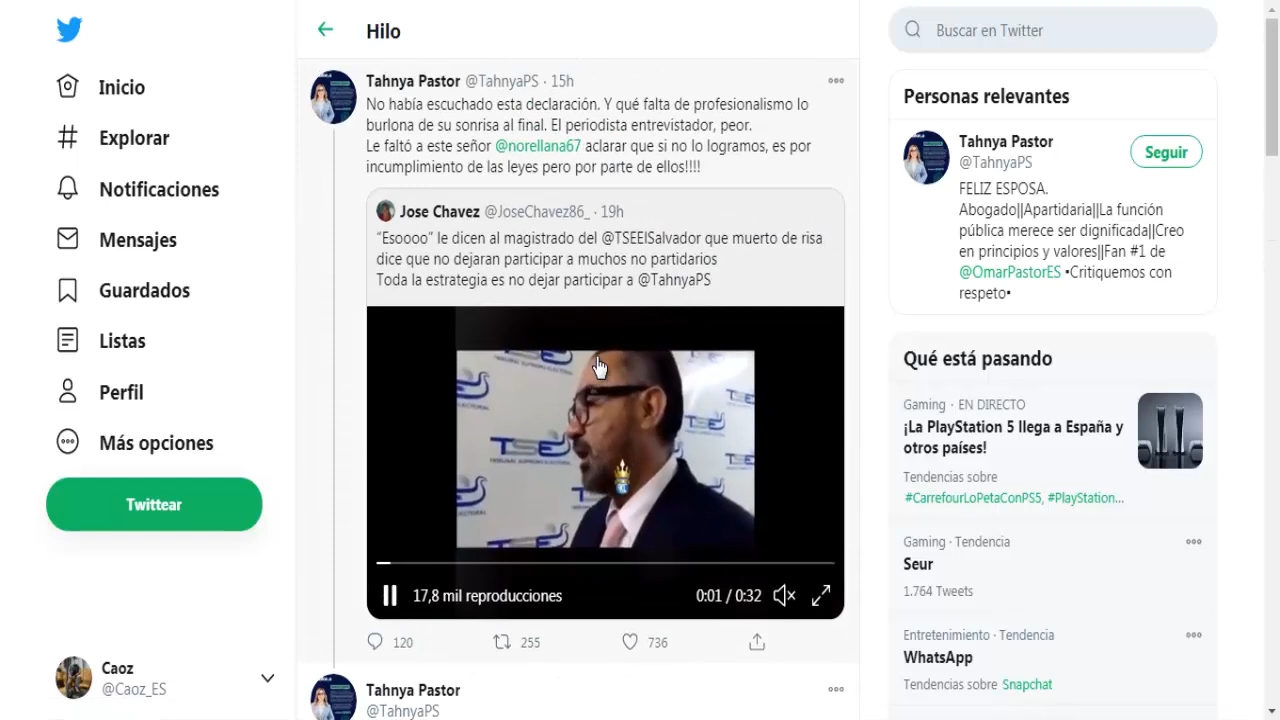 Inicio
Explorar
Notificaciones
Mensajes
Guardados
Listas
Perfil
Más opciones
Twittear
Caoz
@Caoz_ES
Hilo
Tahnya Pastor @TahnyaPS · 15h
No había escuchado esta declaración. Y qué falta de profesionalismo lo
burlona de su sonrisa al final. El periodista entrevistador, peor.
Le faltó a este señor @norellana67 aclarar que si no lo logramos, es por
incumplimiento de las leyes pero por parte de ellos!!!!
Jose Chavez @JoseChavez86_ · 19h
“Esoooo” le dicen al magistrado del @TSEElSalvador que muerto de risa
dice que no dejaran participar a muchos no partidarios
Toda la estrategia es no dejar participar a @TahnyaPS
TSE
17,8 mil reproducciones
0:01 / 0:32
120
255
736
Tahnya Pastor
@TahnyaPS
Buscar en Twitter
Personas relevantes
Tahnya Pastor
@TahnyaPS
Seguir
FELIZ ESPOSA.
Abogado||Apartidaria||La función
pública merece ser dignificada||Creo
en principios y valores||Fan #1 de
@OmarPastorES •Critiquemos con
respeto•
Qué está pasando
Gaming · EN DIRECTO
¡La PlayStation 5 llega a España y
otros países!
Tendencias sobre
#CarrefourLoPetaConPS5, #PlayStation...
Gaming · Tendencia
Seur
1.764 Tweets
Entretenimiento · Tendencia
WhatsApp
Tendencias sobre Snapchat